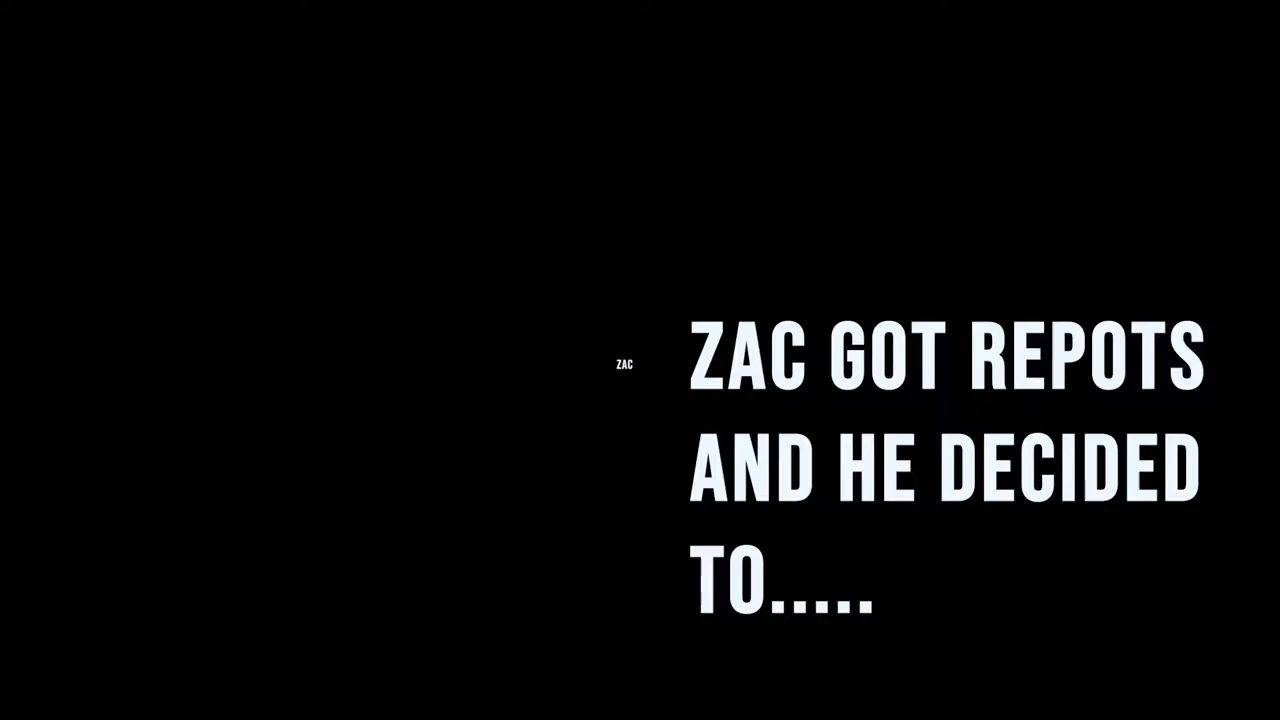 ZAC
ZAC GOT REPOTS
AND HE DECIDED
TO.....